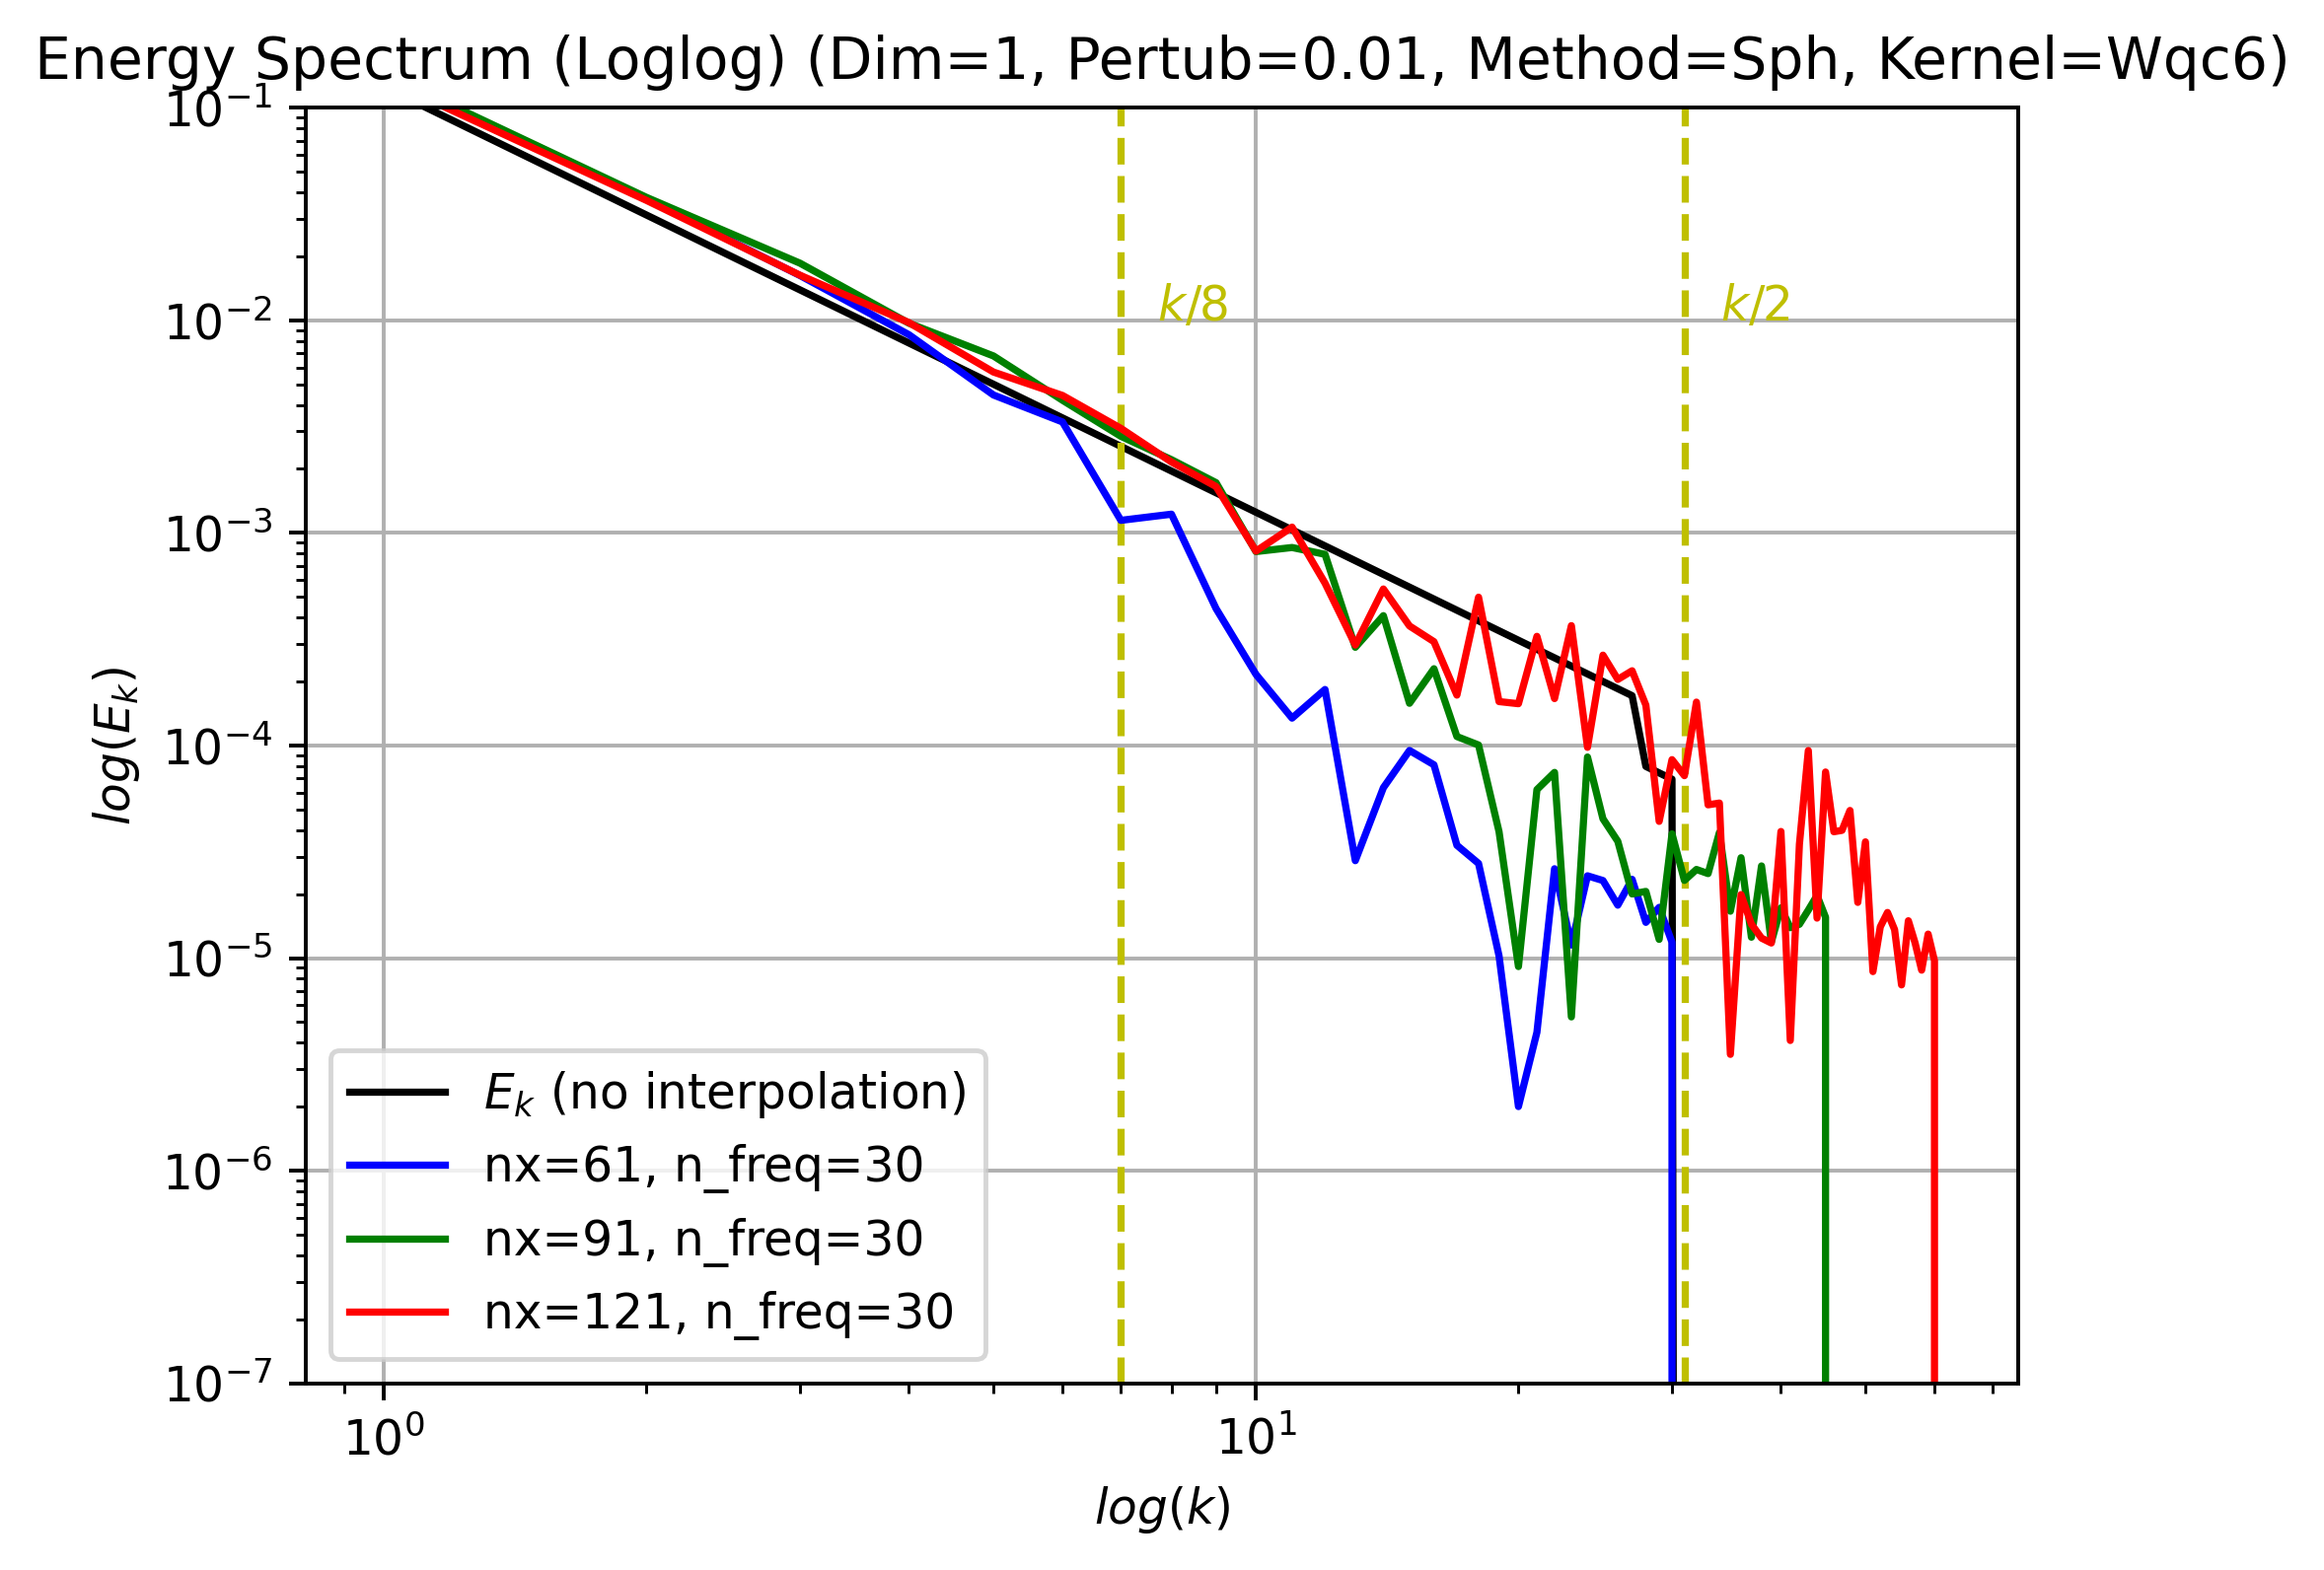 Energy Spectrum (Loglog) (Dim=1, Pertub=0.01, Method=Sph, Kernel=Wqc6)
10⁻¹
10⁻²
10⁻³
10⁻⁴
10⁻⁵
10⁻⁶
10⁻⁷
log(E_k)
k/8
k/2
E_k (no interpolation)
nx=61, n_freq=30
nx=91, n_freq=30
nx=121, n_freq=30
10⁰ 10¹
log(k)